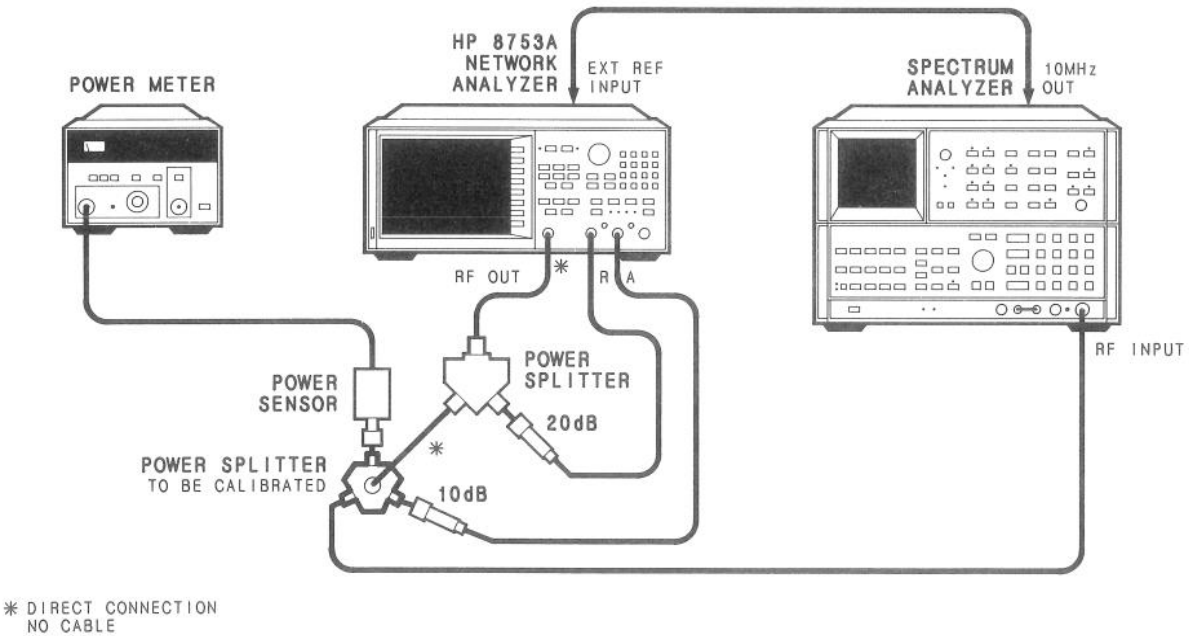 HP 8753A
NETWORK
ANALYZER
EXT REF
INPUT
SPECTRUM
ANALYZER
10MHz
OUT
POWER METER
RF OUT
*
R
A
RF INPUT
POWER
SPLITTER
POWER
SENSOR
20dB
*
POWER SPLITTER
TO BE CALIBRATED
10dB
* DIRECT CONNECTION
NO CABLE